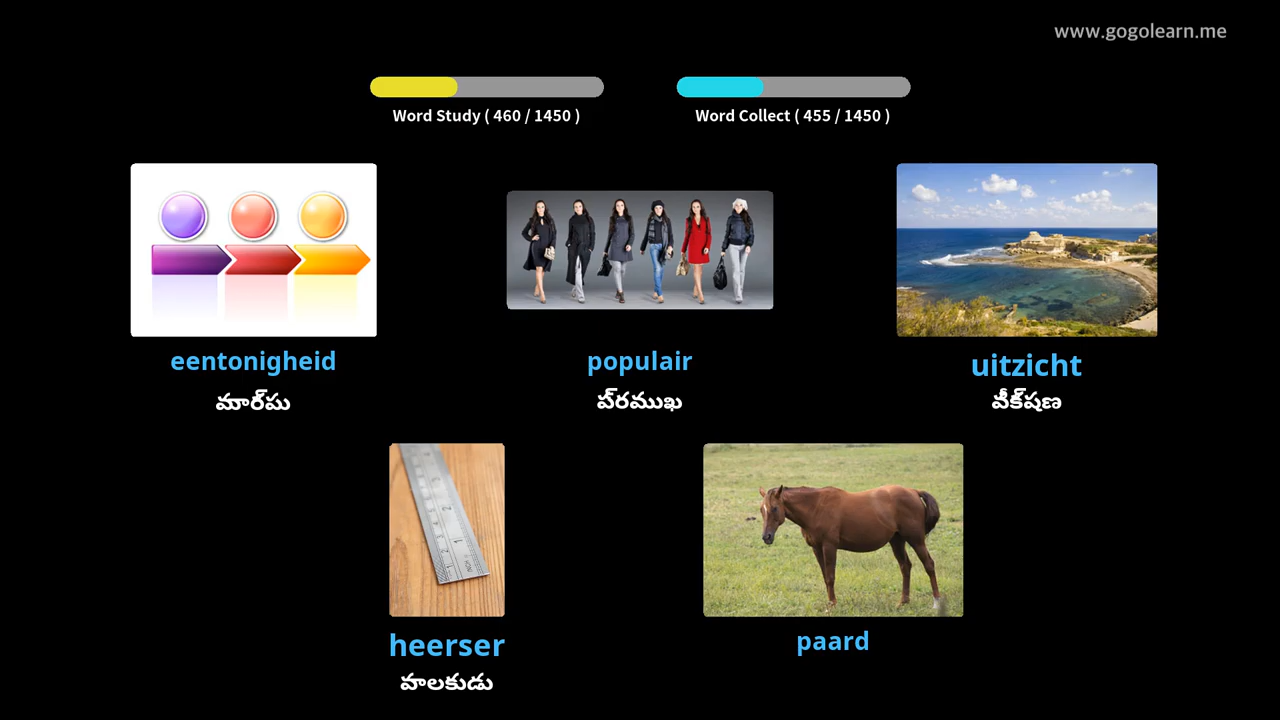 www.gogolearn.me
Word Study ( 460 / 1450 )
Word Collect ( 455 / 1450 )
eentonigheid
మార్పు
populair
ప్రముఖ
uitzicht
వీక్షణ
heerser
పాలకుడు
paard